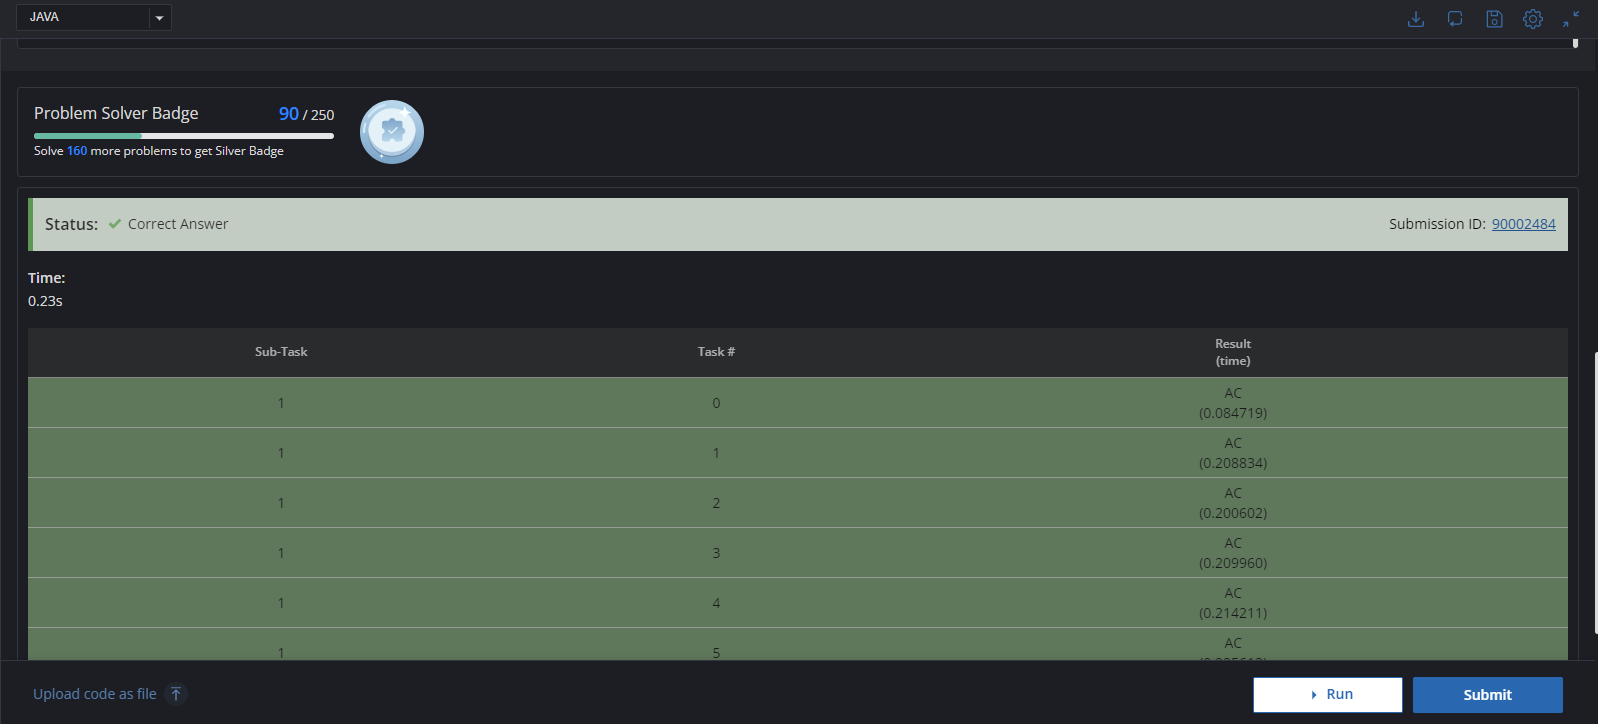 JAVA
Problem Solver Badge 90 / 250
Solve 160 more problems to get Silver Badge
Status: Correct Answer Submission ID: 90002484
Time:
0.23s
Sub-Task Task # Result
(time)
1 0 AC
(0.084719)
1 1 AC
(0.208834)
1 2 AC
(0.200602)
1 3 AC
(0.209960)
1 4 AC
(0.214211)
1 5 AC
Upload code as file Run Submit